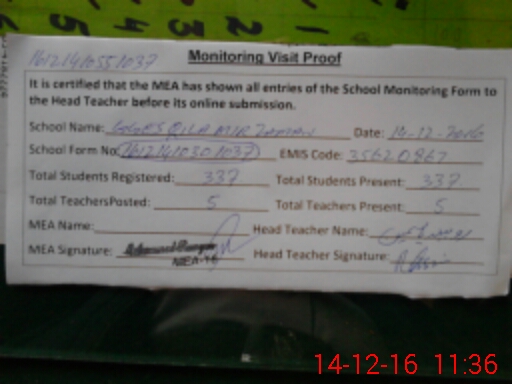 Monitoring Visit Proof
It is certified that the MEA has shown all entries of the School Monitoring Form to
the Head Teacher before its online submission.
School Name: QILA MIR ZAMAN Date: 14-12-2016
School Form No: EMIS Code: 35620867
Total Students Registered: 337 Total Students Present: 337
Total TeachersPosted: 5 Total Teachers Present: 5
MEA Name: Head Teacher Name:
MEA Signature: Head Teacher Signature:
14-12-16 11:36